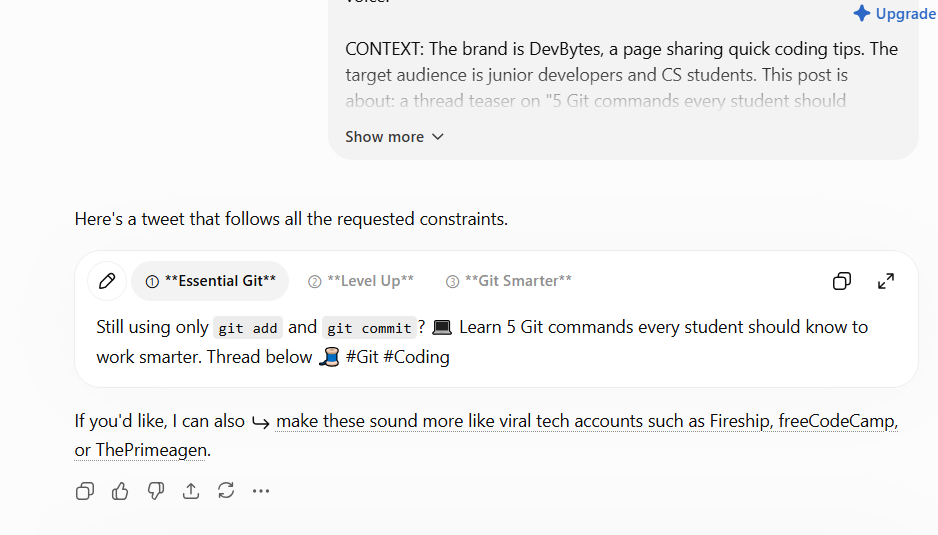 voice.
Upgrade
CONTEXT: The brand is DevBytes, a page sharing quick coding tips. The
target audience is junior developers and CS students. This post is
about: a thread teaser on "5 Git commands every student should
Show more
Here's a tweet that follows all the requested constraints.
① **Essential Git** ② **Level Up** ③ **Git Smarter**
Still using only git add and git commit? 💻 Learn 5 Git commands every student should know to
work smarter. Thread below 🧵 #Git #Coding
If you'd like, I can also ↪ make these sound more like viral tech accounts such as Fireship, freeCodeCamp,
or ThePrimeagen.